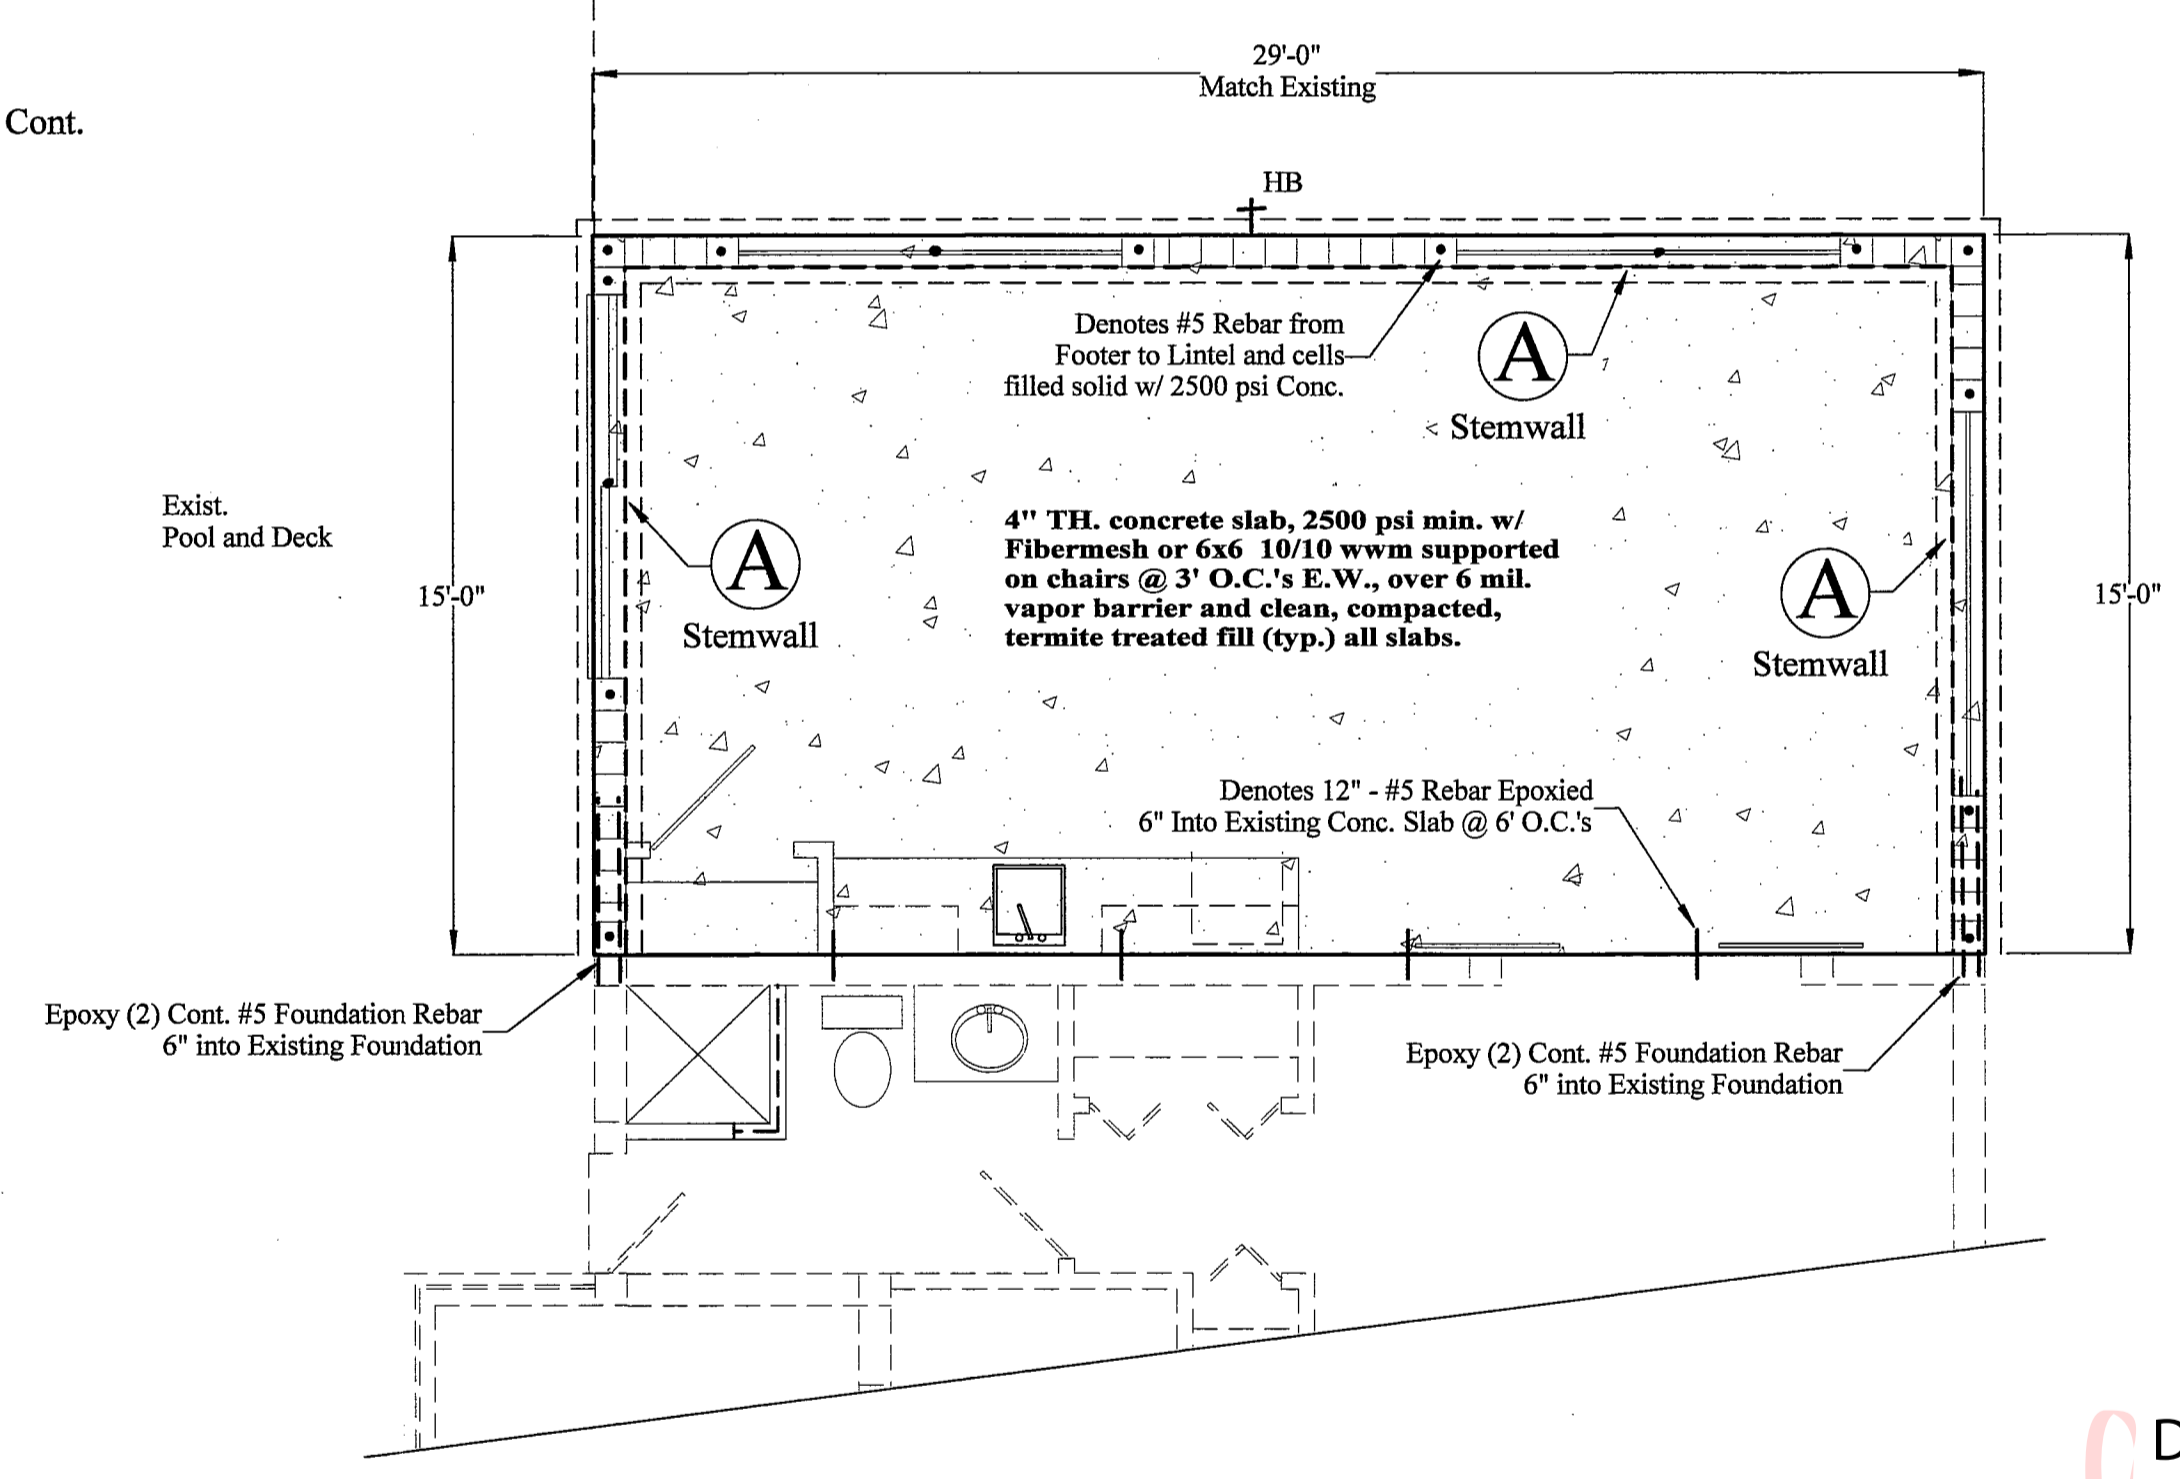 29'-0"
Match Existing
Cont.
HB
Denotes #5 Rebar from
Footer to Lintel and cells
filled solid w/ 2500 psi Conc.
A
Stemwall
Exist.
Pool and Deck
4" TH. concrete slab, 2500 psi min. w/
Fibermesh or 6x6 10/10 wwm supported
on chairs @ 3' O.C.'s E.W., over 6 mil.
vapor barrier and clean, compacted,
termite treated fill (typ.) all slabs.
A
Stemwall
A
Stemwall
15'-0"
15'-0"
Denotes 12" - #5 Rebar Epoxied
6" Into Existing Conc. Slab @ 6' O.C.'s
Epoxy (2) Cont. #5 Foundation Rebar
6" into Existing Foundation
Epoxy (2) Cont. #5 Foundation Rebar
6" into Existing Foundation
D